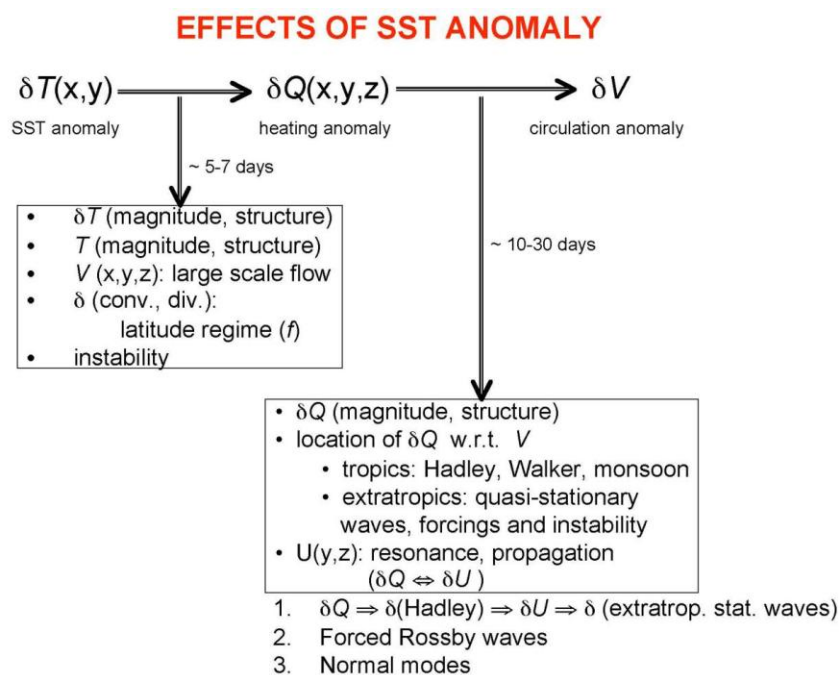 EFFECTS OF SST ANOMALY
δT(x,y) δQ(x,y,z) δV
SST anomaly heating anomaly circulation anomaly
~ 5-7 days
• δT (magnitude, structure)
• T (magnitude, structure)
• V (x,y,z): large scale flow
• δ (conv., div.):
latitude regime (f)
• instability
~ 10-30 days
• δQ (magnitude, structure)
• location of δQ w.r.t. V
• tropics: Hadley, Walker, monsoon
• extratropics: quasi-stationary
waves, forcings and instability
• U(y,z): resonance, propagation
(δQ ⇔ δU )
1. δQ ⇒ δ(Hadley) ⇒ δU ⇒ δ (extratrop. stat. waves)
2. Forced Rossby waves
3. Normal modes